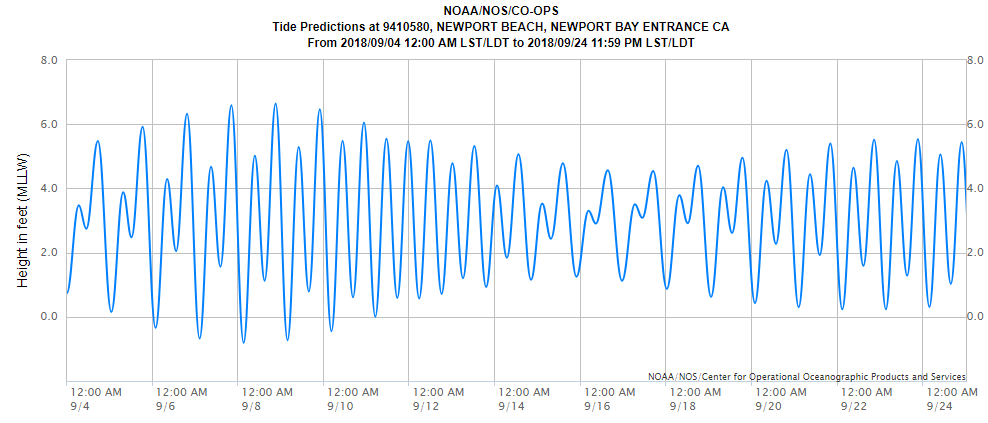 NOAA/NOS/CO-OPS
Tide Predictions at 9410580, NEWPORT BEACH, NEWPORT BAY ENTRANCE CA
From 2018/09/04 12:00 AM LST/LDT to 2018/09/24 11:59 PM LST/LDT
8.0 8.0
6.0 6.0
4.0 4.0
2.0 2.0
0.0 0.0
Height in feet (MLLW)
NOAA/NOS/Center for Operational Oceanographic Products and Services
12:00 AM 12:00 AM 12:00 AM 12:00 AM 12:00 AM 12:00 AM 12:00 AM 12:00 AM 12:00 AM 12:00 AM 12:00 AM
9/4 9/6 9/8 9/10 9/12 9/14 9/16 9/18 9/20 9/22 9/24